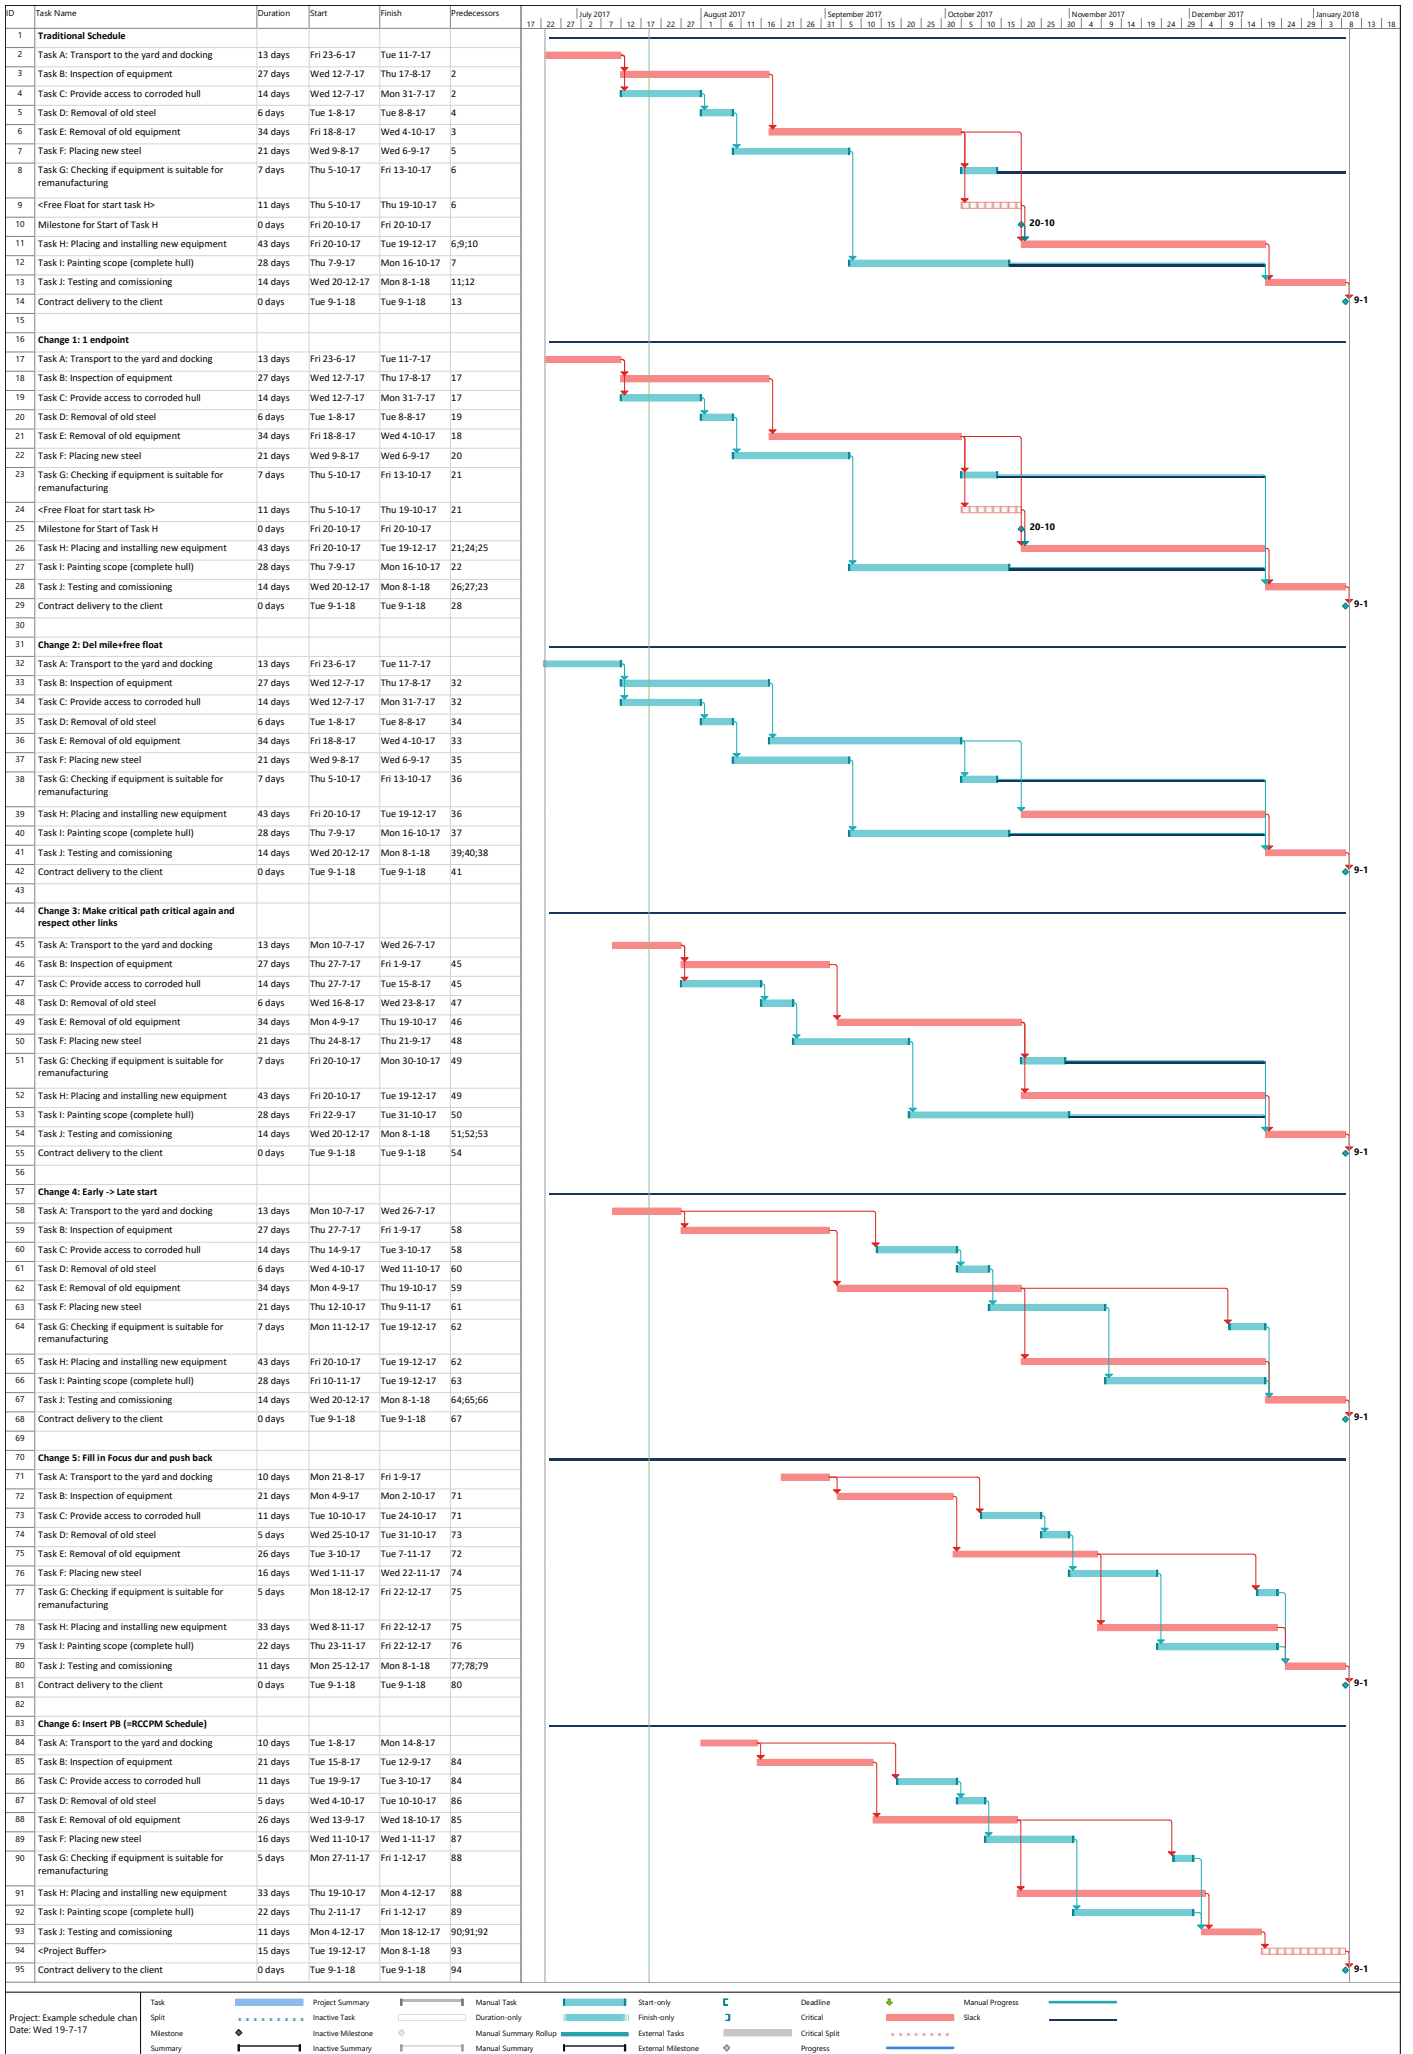 ID Task Name Duration Start Finish Predecessors
July 2017 August 2017 September 2017 October 2017 November 2017 December 2017 January 2018
17 22 27 2 7 12 17 22 27 1 6 11 16 21 26 31 5 10 15 20 25 30 5 10 15 20 25 30 4 9 14 19 24 29 4 9 14 19 24 29 3 8 13 18
1 Traditional Schedule
2 Task A: Transport to the yard and docking 13 days Fri 23-6-17 Tue 11-7-17
3 Task B: Inspection of equipment 27 days Wed 12-7-17 Thu 17-8-17 2
4 Task C: Provide access to corroded hull 14 days Wed 12-7-17 Mon 31-7-17 2
5 Task D: Removal of old steel 6 days Tue 1-8-17 Tue 8-8-17 4
6 Task E: Removal of old equipment 34 days Fri 18-8-17 Wed 4-10-17 3
7 Task F: Placing new steel 21 days Wed 9-8-17 Wed 6-9-17 5
8 Task G: Checking if equipment is suitable for 7 days Thu 5-10-17 Fri 13-10-17 6
remanufacturing
9 <Free Float for start task H> 11 days Thu 5-10-17 Thu 19-10-17 6
10 Milestone for Start of Task H 0 days Fri 20-10-17 Fri 20-10-17 20-10
11 Task H: Placing and installing new equipment 43 days Fri 20-10-17 Tue 19-12-17 6;9;10
12 Task I: Painting scope (complete hull) 28 days Thu 7-9-17 Mon 16-10-17 7
13 Task J: Testing and comissioning 14 days Wed 20-12-17 Mon 8-1-18 11;12
14 Contract delivery to the client 0 days Tue 9-1-18 Tue 9-1-18 13 9-1
15
16 Change 1: 1 endpoint
17 Task A: Transport to the yard and docking 13 days Fri 23-6-17 Tue 11-7-17
18 Task B: Inspection of equipment 27 days Wed 12-7-17 Thu 17-8-17 17
19 Task C: Provide access to corroded hull 14 days Wed 12-7-17 Mon 31-7-17 17
20 Task D: Removal of old steel 6 days Tue 1-8-17 Tue 8-8-17 19
21 Task E: Removal of old equipment 34 days Fri 18-8-17 Wed 4-10-17 18
22 Task F: Placing new steel 21 days Wed 9-8-17 Wed 6-9-17 20
23 Task G: Checking if equipment is suitable for 7 days Thu 5-10-17 Fri 13-10-17 21
remanufacturing
24 <Free Float for start task H> 11 days Thu 5-10-17 Thu 19-10-17 21
25 Milestone for Start of Task H 0 days Fri 20-10-17 Fri 20-10-17 20-10
26 Task H: Placing and installing new equipment 43 days Fri 20-10-17 Tue 19-12-17 21;24;25
27 Task I: Painting scope (complete hull) 28 days Thu 7-9-17 Mon 16-10-17 22
28 Task J: Testing and comissioning 14 days Wed 20-12-17 Mon 8-1-18 26;27;23
29 Contract delivery to the client 0 days Tue 9-1-18 Tue 9-1-18 28 9-1
30
31 Change 2: Del mile+free float
32 Task A: Transport to the yard and docking 13 days Fri 23-6-17 Tue 11-7-17
33 Task B: Inspection of equipment 27 days Wed 12-7-17 Thu 17-8-17 32
34 Task C: Provide access to corroded hull 14 days Wed 12-7-17 Mon 31-7-17 32
35 Task D: Removal of old steel 6 days Tue 1-8-17 Tue 8-8-17 34
36 Task E: Removal of old equipment 34 days Fri 18-8-17 Wed 4-10-17 33
37 Task F: Placing new steel 21 days Wed 9-8-17 Wed 6-9-17 35
38 Task G: Checking if equipment is suitable for 7 days Thu 5-10-17 Fri 13-10-17 36
remanufacturing
39 Task H: Placing and installing new equipment 43 days Fri 20-10-17 Tue 19-12-17 36
40 Task I: Painting scope (complete hull) 28 days Thu 7-9-17 Mon 16-10-17 37
41 Task J: Testing and comissioning 14 days Wed 20-12-17 Mon 8-1-18 39;40;38
42 Contract delivery to the client 0 days Tue 9-1-18 Tue 9-1-18 41 9-1
43
44 Change 3: Make critical path critical again and
respect other links
45 Task A: Transport to the yard and docking 13 days Mon 10-7-17 Wed 26-7-17
46 Task B: Inspection of equipment 27 days Thu 27-7-17 Fri 1-9-17 45
47 Task C: Provide access to corroded hull 14 days Thu 27-7-17 Tue 15-8-17 45
48 Task D: Removal of old steel 6 days Wed 16-8-17 Wed 23-8-17 47
49 Task E: Removal of old equipment 34 days Mon 4-9-17 Thu 19-10-17 46
50 Task F: Placing new steel 21 days Thu 24-8-17 Thu 21-9-17 48
51 Task G: Checking if equipment is suitable for 7 days Fri 20-10-17 Mon 30-10-17 49
remanufacturing
52 Task H: Placing and installing new equipment 43 days Fri 20-10-17 Tue 19-12-17 49
53 Task I: Painting scope (complete hull) 28 days Fri 22-9-17 Tue 31-10-17 50
54 Task J: Testing and comissioning 14 days Wed 20-12-17 Mon 8-1-18 51;52;53
55 Contract delivery to the client 0 days Tue 9-1-18 Tue 9-1-18 54 9-1
56
57 Change 4: Early -> Late start
58 Task A: Transport to the yard and docking 13 days Mon 10-7-17 Wed 26-7-17
59 Task B: Inspection of equipment 27 days Thu 27-7-17 Fri 1-9-17 58
60 Task C: Provide access to corroded hull 14 days Thu 14-9-17 Tue 3-10-17 58
61 Task D: Removal of old steel 6 days Wed 4-10-17 Wed 11-10-17 60
62 Task E: Removal of old equipment 34 days Mon 4-9-17 Thu 19-10-17 59
63 Task F: Placing new steel 21 days Thu 12-10-17 Thu 9-11-17 61
64 Task G: Checking if equipment is suitable for 7 days Mon 11-12-17 Tue 19-12-17 62
remanufacturing
65 Task H: Placing and installing new equipment 43 days Fri 20-10-17 Tue 19-12-17 62
66 Task I: Painting scope (complete hull) 28 days Fri 10-11-17 Tue 19-12-17 63
67 Task J: Testing and comissioning 14 days Wed 20-12-17 Mon 8-1-18 64;65;66
68 Contract delivery to the client 0 days Tue 9-1-18 Tue 9-1-18 67 9-1
69
70 Change 5: Fill in Focus dur and push back
71 Task A: Transport to the yard and docking 10 days Mon 21-8-17 Fri 1-9-17
72 Task B: Inspection of equipment 21 days Mon 4-9-17 Mon 2-10-17 71
73 Task C: Provide access to corroded hull 11 days Tue 10-10-17 Tue 24-10-17 71
74 Task D: Removal of old steel 5 days Wed 25-10-17 Tue 31-10-17 73
75 Task E: Removal of old equipment 26 days Tue 3-10-17 Tue 7-11-17 72
76 Task F: Placing new steel 16 days Wed 1-11-17 Wed 22-11-17 74
77 Task G: Checking if equipment is suitable for 5 days Mon 18-12-17 Fri 22-12-17 75
remanufacturing
78 Task H: Placing and installing new equipment 33 days Wed 8-11-17 Fri 22-12-17 75
79 Task I: Painting scope (complete hull) 22 days Thu 23-11-17 Fri 22-12-17 76
80 Task J: Testing and comissioning 11 days Mon 25-12-17 Mon 8-1-18 77;78;79
81 Contract delivery to the client 0 days Tue 9-1-18 Tue 9-1-18 80 9-1
82
83 Change 6: Insert PB (=RCCPM Schedule)
84 Task A: Transport to the yard and docking 10 days Tue 1-8-17 Mon 14-8-17
85 Task B: Inspection of equipment 21 days Tue 15-8-17 Tue 12-9-17 84
86 Task C: Provide access to corroded hull 11 days Tue 19-9-17 Tue 3-10-17 84
87 Task D: Removal of old steel 5 days Wed 4-10-17 Tue 10-10-17 86
88 Task E: Removal of old equipment 26 days Wed 13-9-17 Wed 18-10-17 85
89 Task F: Placing new steel 16 days Wed 11-10-17 Wed 1-11-17 87
90 Task G: Checking if equipment is suitable for 5 days Mon 27-11-17 Fri 1-12-17 88
remanufacturing
91 Task H: Placing and installing new equipment 33 days Thu 19-10-17 Mon 4-12-17 88
92 Task I: Painting scope (complete hull) 22 days Thu 2-11-17 Fri 1-12-17 89
93 Task J: Testing and comissioning 11 days Mon 4-12-17 Mon 18-12-17 90;91;92
94 <Project Buffer> 15 days Tue 19-12-17 Mon 8-1-18 93
95 Contract delivery to the client 0 days Tue 9-1-18 Tue 9-1-18 94 9-1
Project: Example schedule chan
Date: Wed 19-7-17
Task Project Summary Manual Task Start-only Deadline Manual Progress
Split Inactive Task Duration-only Finish-only Critical Slack
Milestone Inactive Milestone Manual Summary Rollup External Tasks Critical Split
Summary Inactive Summary Manual Summary External Milestone Progress